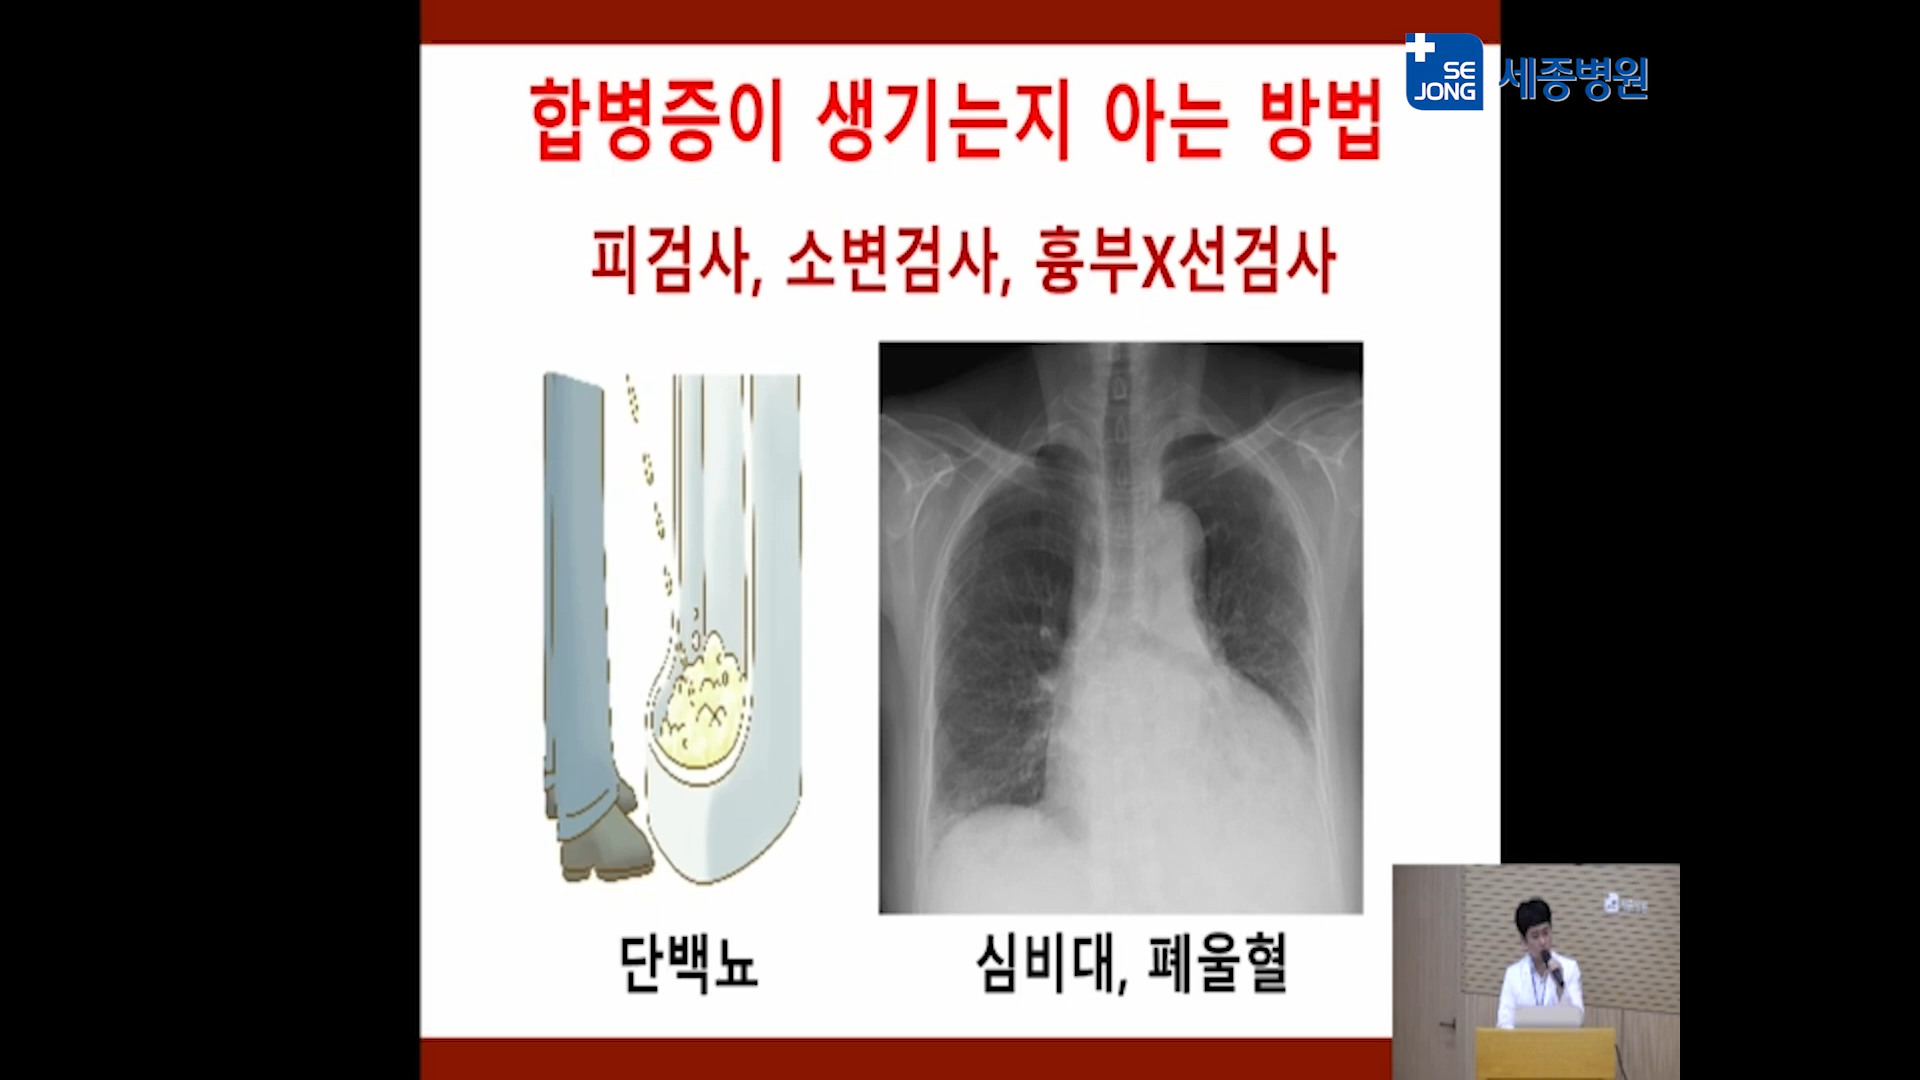 합병증이 생기는지 아는 방법
SE
JONG
세종병원
피검사, 소변검사, 흉부X선검사
단백뇨
심비대, 폐울혈